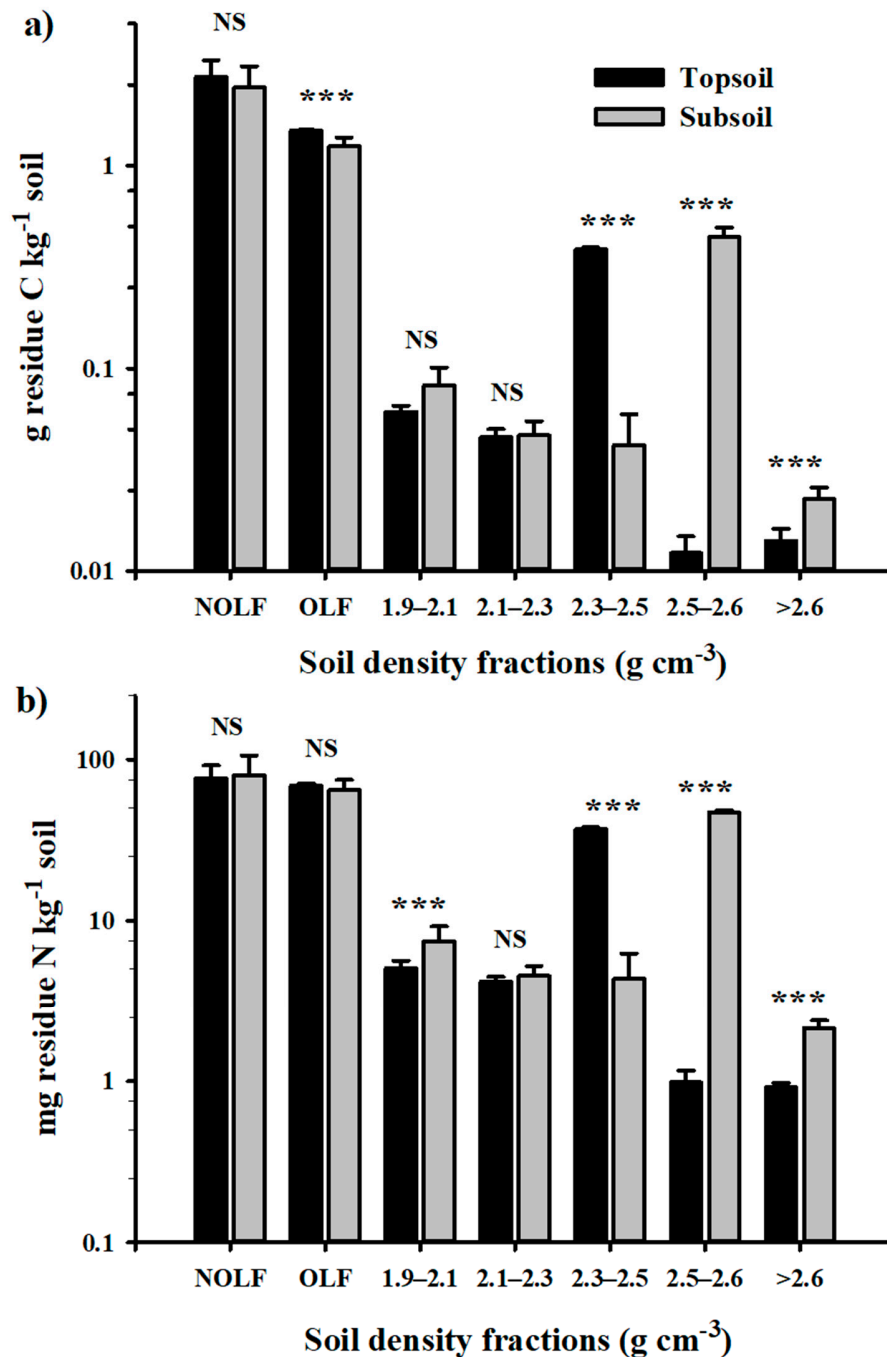 a)
NS
***
Topsoil
Subsoil
1
***
***
g residue C kg⁻¹ soil
NS
0.1
NS
***
0.01
NOLF OLF 1.9–2.1 2.1–2.3 2.3–2.5 2.5–2.6 >2.6
Soil density fractions (g cm⁻³)
b)
NS
NS
100
***
***
mg residue N kg⁻¹ soil
***
10
NS
***
1
0.1
NOLF OLF 1.9–2.1 2.1–2.3 2.3–2.5 2.5–2.6 >2.6
Soil density fractions (g cm⁻³)